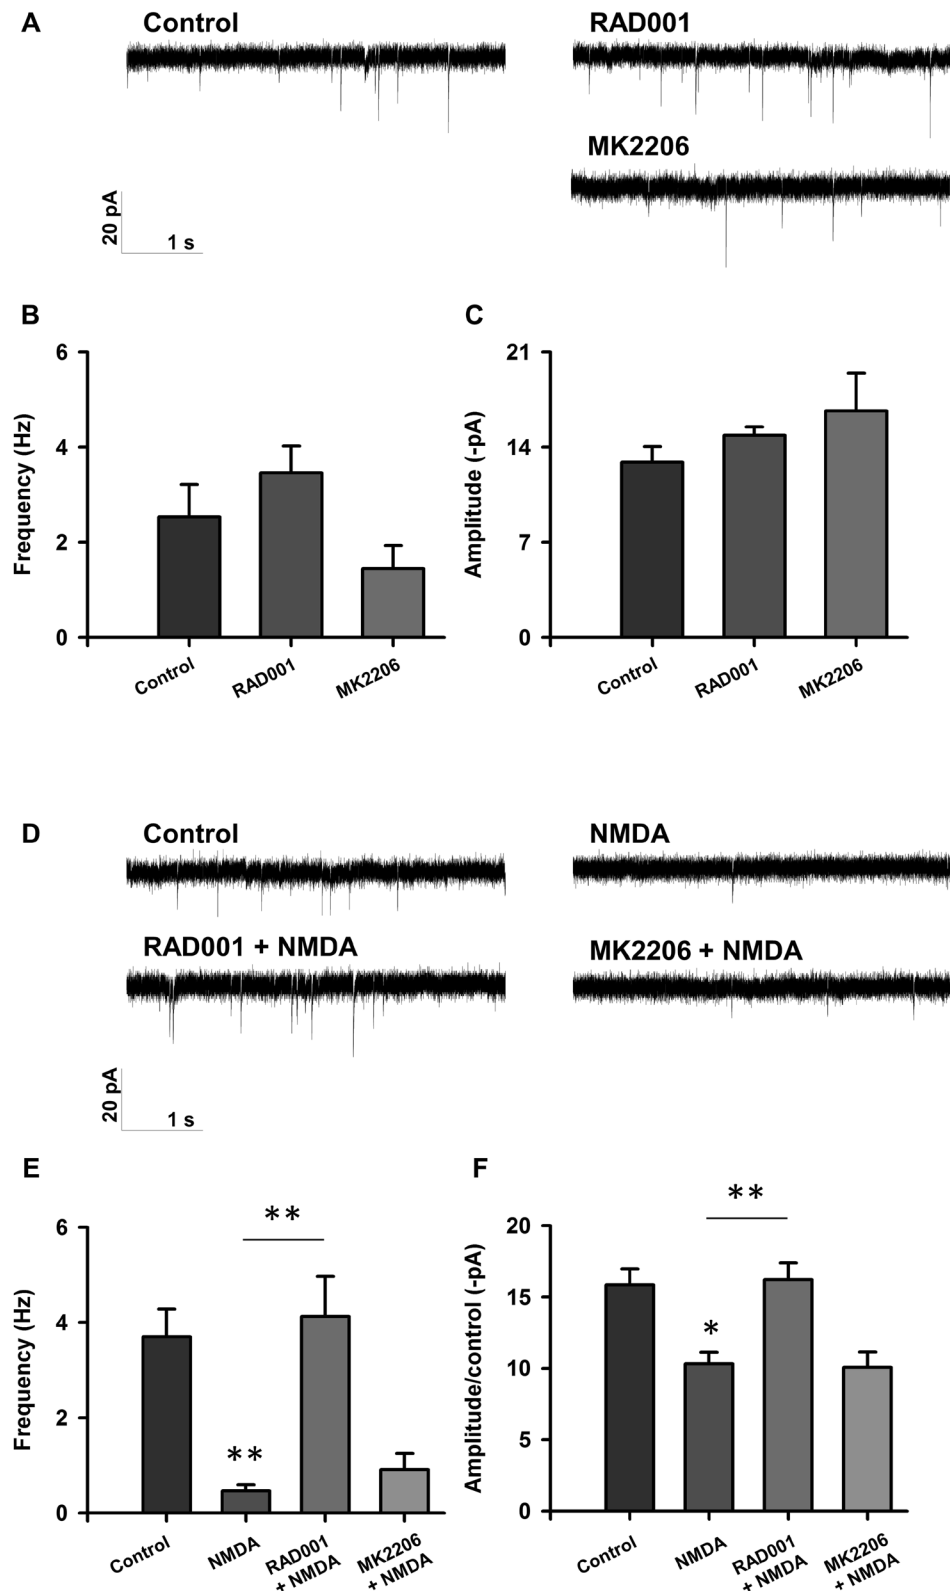 A
Control
RAD001
MK2206
20 pA
1 s
B
C
Frequency (Hz)
6
4
2
0
Control
RAD001
MK2206
Amplitude (-pA)
21
14
7
0
Control
RAD001
MK2206
D
Control
NMDA
RAD001 + NMDA
MK2206 + NMDA
20 pA
1 s
E
F
Frequency (Hz)
6
4
2
0
**
**
Control
NMDA
RAD001
+ NMDA
MK2206
+ NMDA
Amplitude/control (-pA)
20
15
10
5
0
**
*
Control
NMDA
RAD001
+ NMDA
MK2206
+ NMDA